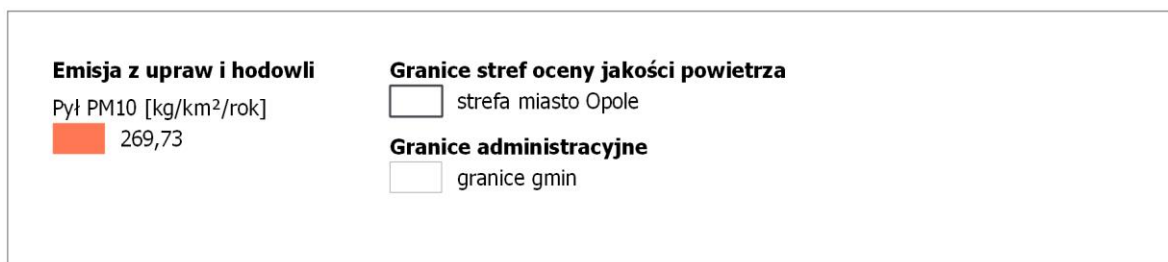 Emisja z upraw i hodowli
Pył PM10 [kg/km²/rok]
269,73
Granice stref oceny jakości powietrza
strefa miasto Opole
Granice administracyjne
granice gmin